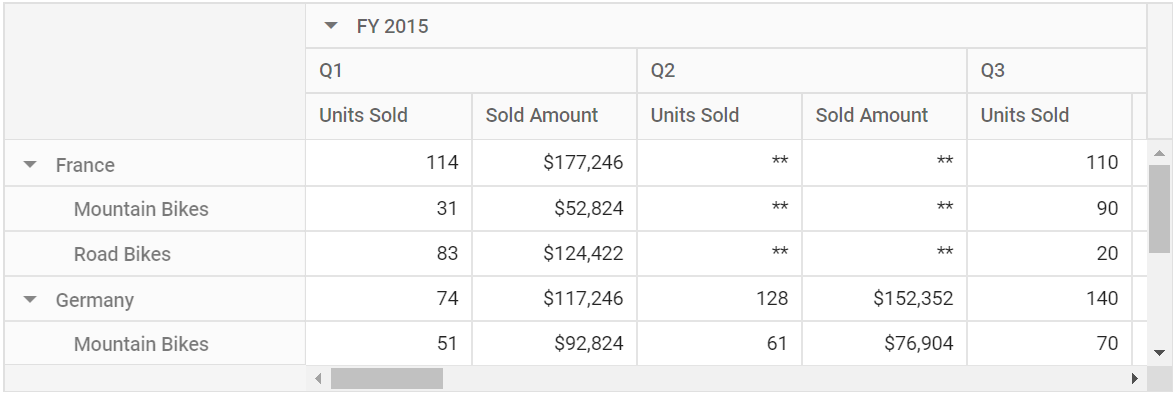 FY 2015
Q1 Q2 Q3
Units Sold Sold Amount Units Sold Sold Amount Units Sold
France 114 $177,246 ** ** 110
Mountain Bikes 31 $52,824 ** ** 90
Road Bikes 83 $124,422 ** ** 20
Germany 74 $117,246 128 $152,352 140
Mountain Bikes 51 $92,824 61 $76,904 70